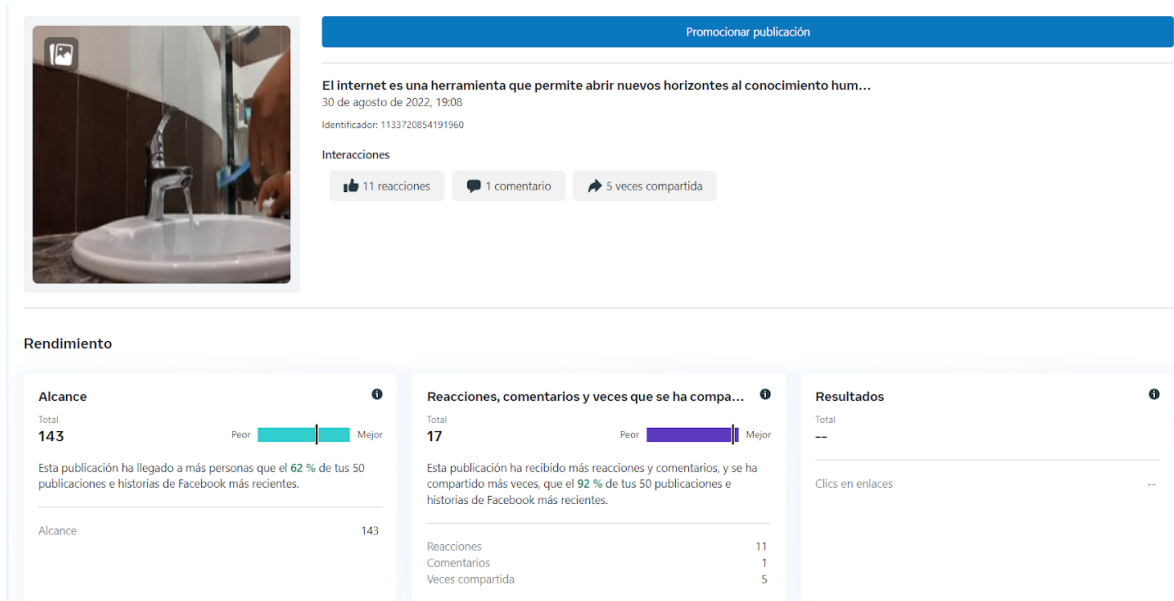 Promocionar publicación
El internet es una herramienta que permite abrir nuevos horizontes al conocimiento hum...
30 de agosto de 2022, 19:08
Identificador: 1133720854191960
Interacciones
11 reacciones
1 comentario
5 veces compartida
Rendimiento
Alcance
Total
143
Peor
Mejor
Esta publicación ha llegado a más personas que el 62 % de tus 50
publicaciones e historias de Facebook más recientes.
Alcance 143
Reacciones, comentarios y veces que se ha compa...
Total
17
Peor
Mejor
Esta publicación ha recibido más reacciones y comentarios, y se ha
compartido más veces, que el 92 % de tus 50 publicaciones e
historias de Facebook más recientes.
Reacciones 11
Comentarios 1
Veces compartida 5
Resultados
Total
--
Clics en enlaces --